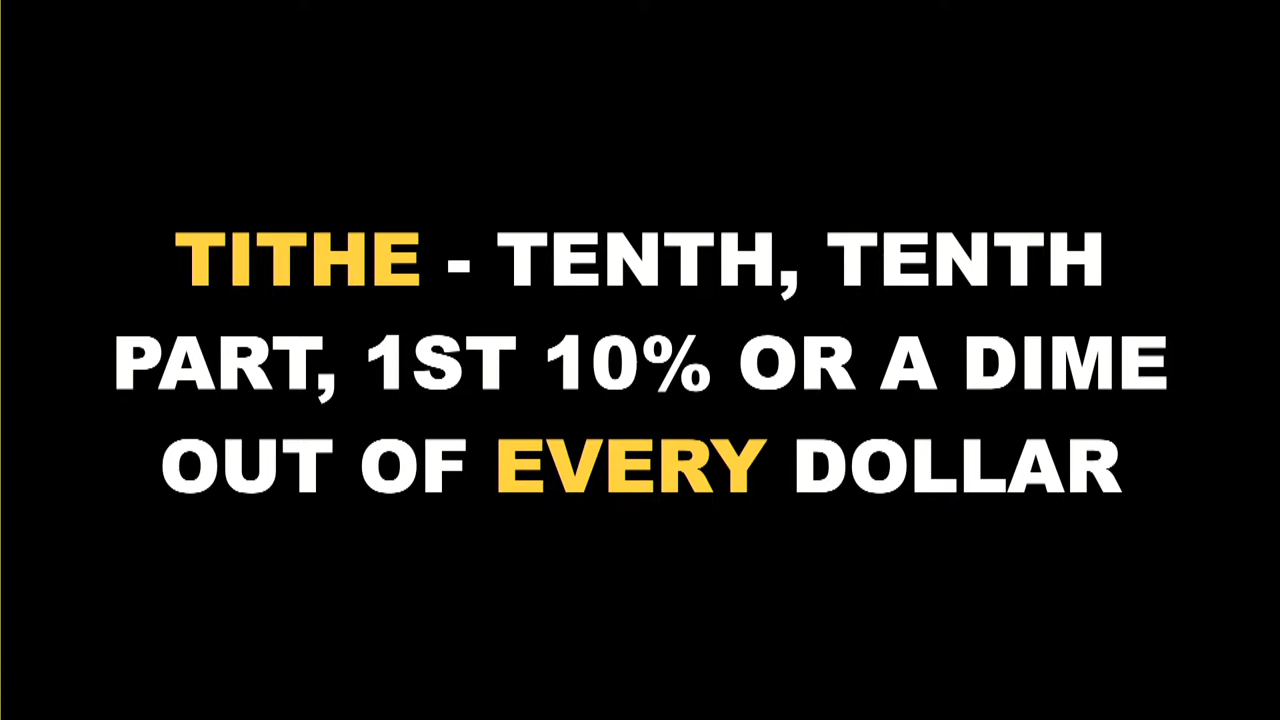 TITHE - TENTH, TENTH
PART, 1ST 10% OR A DIME
OUT OF EVERY DOLLAR